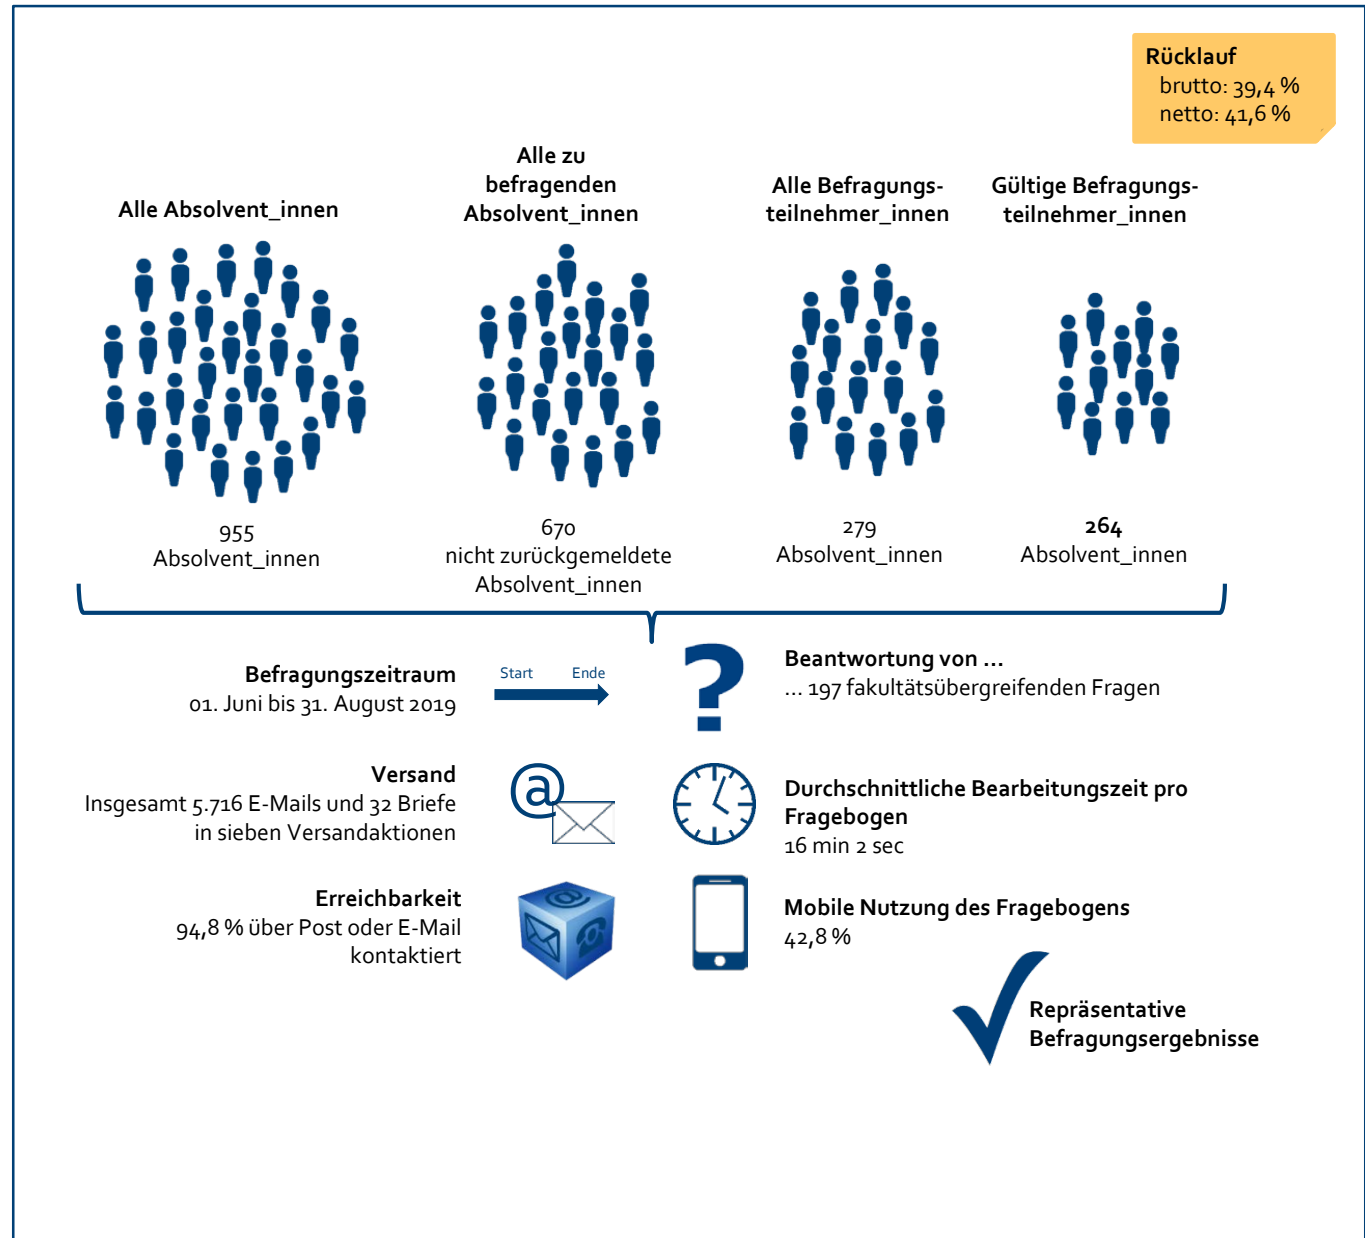 Rücklauf
brutto: 39,4 %
netto: 41,6 %
Alle Absolvent_innen
Alle zu
befragenden
Absolvent_innen
Alle Befragungs-
teilnehmer_innen
Gültige Befragungs-
teilnehmer_innen
955
Absolvent_innen
670
nicht zurückgemeldete
Absolvent_innen
279
Absolvent_innen
264
Absolvent_innen
Befragungszeitraum
01. Juni bis 31. August 2019
Start Ende
?
Beantwortung von ...
... 197 fakultätsübergreifenden Fragen
Versand
Insgesamt 5.716 E-Mails und 32 Briefe
in sieben Versandaktionen
@
Durchschnittliche Bearbeitungszeit pro
Fragebogen
16 min 2 sec
Erreichbarkeit
94,8 % über Post oder E-Mail
kontaktiert
@
Mobile Nutzung des Fragebogens
42,8 %
Repräsentative
Befragungsergebnisse